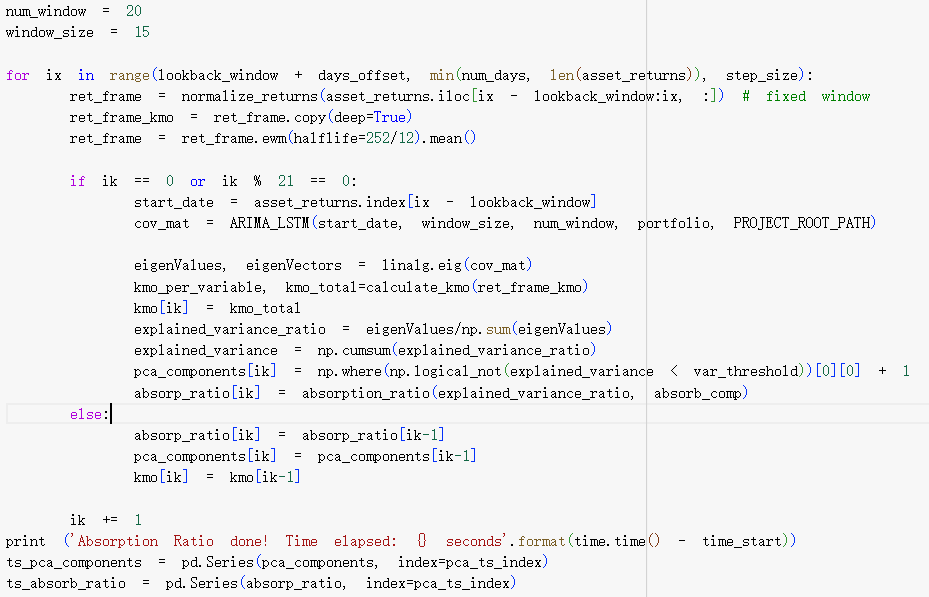 num_window = 20
window_size = 15
for ix in range(lookback_window + days_offset, min(num_days, len(asset_returns)), step_size):
ret_frame = normalize_returns(asset_returns.iloc[ix - lookback_window:ix, :]) # fixed window
ret_frame_kmo = ret_frame.copy(deep=True)
ret_frame = ret_frame.ewm(halflife=252/12).mean()
if ik == 0 or ik % 21 == 0:
start_date = asset_returns.index[ix - lookback_window]
cov_mat = ARIMA_LSTM(start_date, window_size, num_window, portfolio, PROJECT_ROOT_PATH)
eigenValues, eigenVectors = linalg.eig(cov_mat)
kmo_per_variable, kmo_total=calculate_kmo(ret_frame_kmo)
kmo[ik] = kmo_total
explained_variance_ratio = eigenValues/np.sum(eigenValues)
explained_variance = np.cumsum(explained_variance_ratio)
pca_components[ik] = np.where(np.logical_not(explained_variance < var_threshold))[0][0] + 1
absorp_ratio[ik] = absorption_ratio(explained_variance_ratio, absorb_comp)
else:
absorp_ratio[ik] = absorp_ratio[ik-1]
pca_components[ik] = pca_components[ik-1]
kmo[ik] = kmo[ik-1]
ik += 1
print ('Absorption Ratio done! Time elapsed: {} seconds'.format(time.time() - time_start))
ts_pca_components = pd.Series(pca_components, index=pca_ts_index)
ts_absorb_ratio = pd.Series(absorp_ratio, index=pca_ts_index)